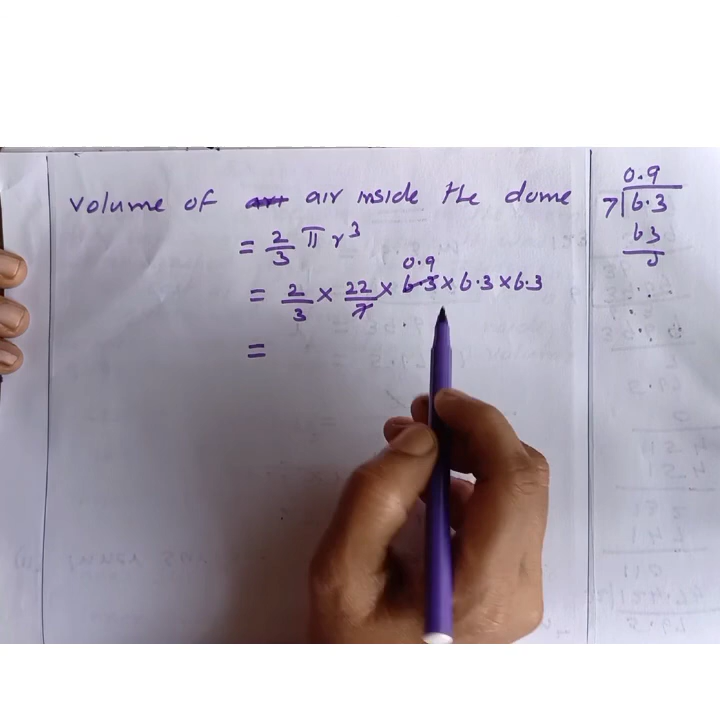 volume of air inside the dome
= 2/3 π r³
0.9
= 2/3 × 22/7 × 6.3 × 6.3 × 6.3
=
0.9
7 | 6.3
63
0